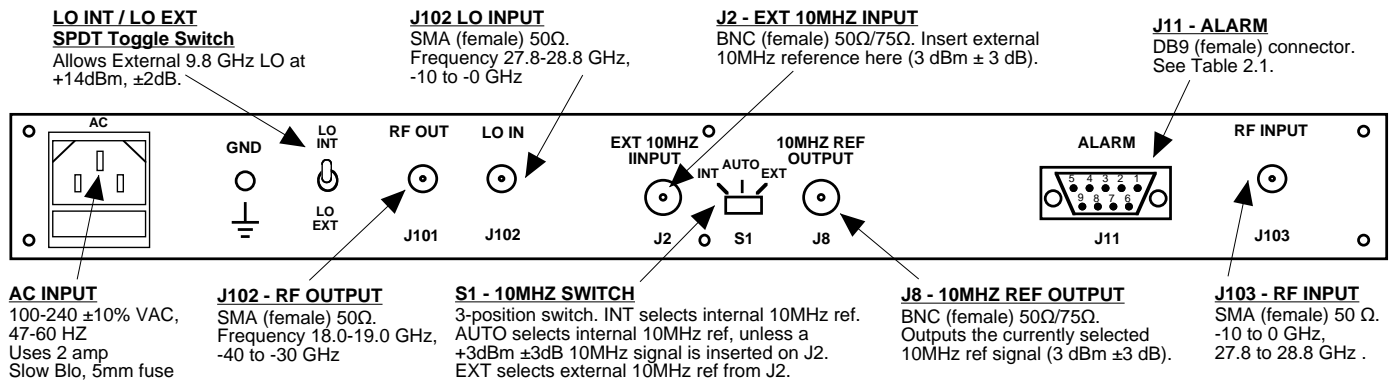 LO INT / LO EXT
SPDT Toggle Switch
Allows External 9.8 GHz LO at
+14dBm, ±2dB.
J102 LO INPUT
SMA (female) 50Ω.
Frequency 27.8-28.8 GHz,
-10 to -0 GHz
J2 - EXT 10MHZ INPUT
BNC (female) 50Ω/75Ω. Insert external
10MHz reference here (3 dBm ± 3 dB).
J11 - ALARM
DB9 (female) connector.
See Table 2.1.
AC
GND
LO
INT
LO
EXT
RF OUT
J101
LO IN
J102
EXT 10MHZ
IINPUT
J2
INT
AUTO
EXT
S1
10MHZ REF
OUTPUT
J8
ALARM
5 4 3 2 1
9 8 7 6
J11
RF INPUT
J103
AC INPUT
100-240 ±10% VAC,
47-60 HZ
Uses 2 amp
Slow Blo, 5mm fuse
J102 - RF OUTPUT
SMA (female) 50Ω.
Frequency 18.0-19.0 GHz,
-40 to -30 GHz
S1 - 10MHZ SWITCH
3-position switch. INT selects internal 10MHz ref.
AUTO selects internal 10MHz ref, unless a
+3dBm ±3dB 10MHz signal is inserted on J2.
EXT selects external 10MHz ref from J2.
J8 - 10MHZ REF OUTPUT
BNC (female) 50Ω/75Ω.
Outputs the currently selected
10MHz ref signal (3 dBm ±3 dB).
J103 - RF INPUT
SMA (female) 50 Ω.
-10 to 0 GHz,
27.8 to 28.8 GHz .